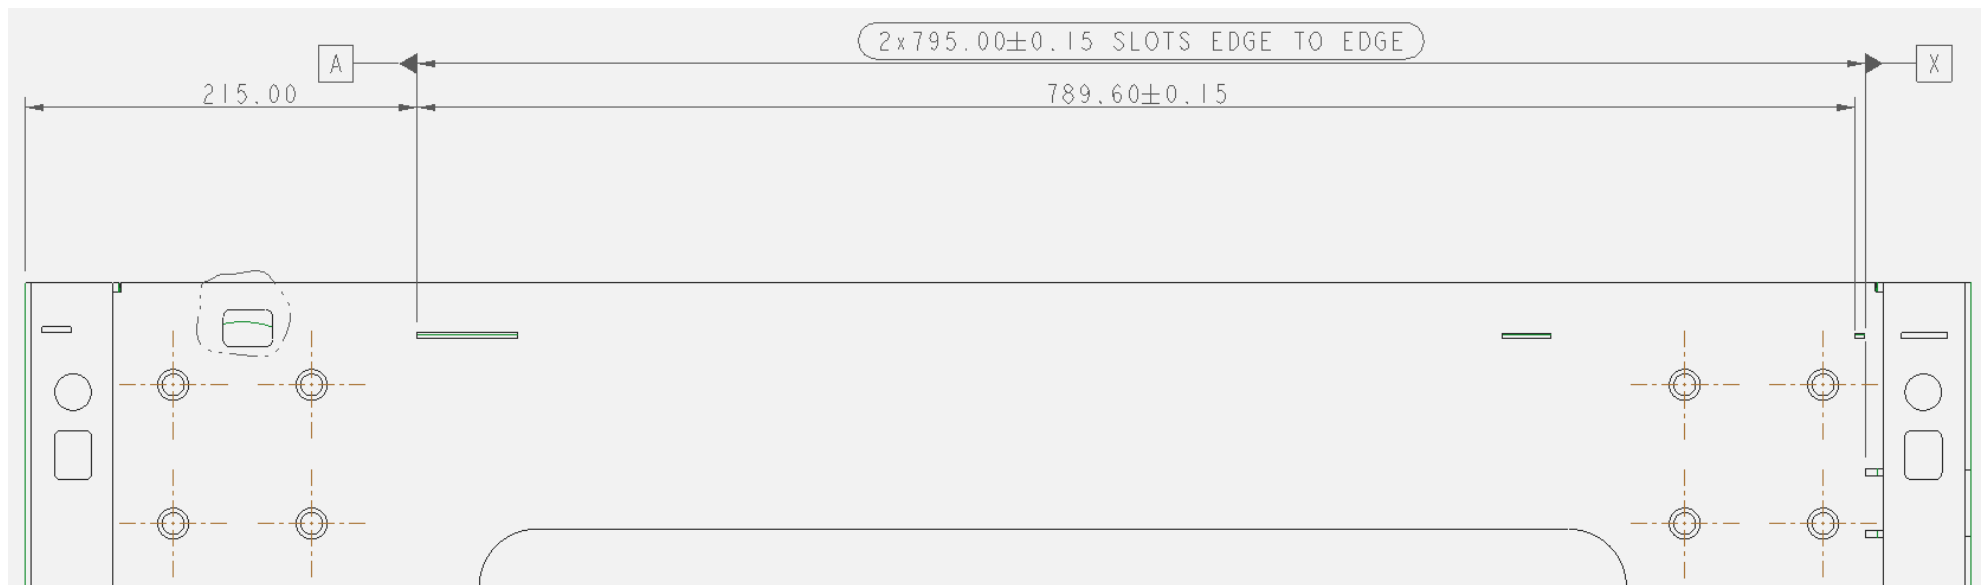 2x795.00±0.15 SLOTS EDGE TO EDGE
A
X
215.00
789.60±0.15